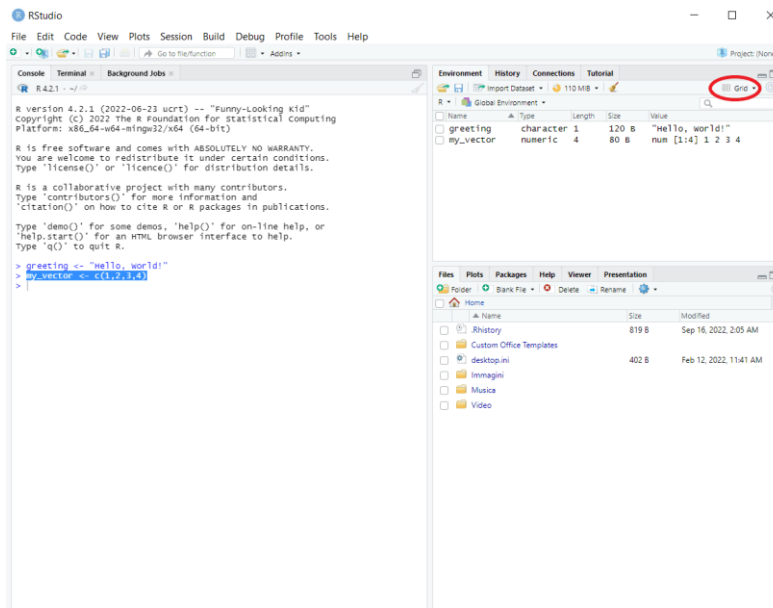 RStudio
File Edit Code View Plots Session Build Debug Profile Tools Help
Go to file/function Addins Project: (None
Console Terminal Background Jobs
R 4.2.1 · ~/
R version 4.2.1 (2022-06-23 ucrt) -- "Funny-Looking Kid"
Copyright (C) 2022 The R Foundation for Statistical Computing
Platform: x86_64-w64-mingw32/x64 (64-bit)
R is free software and comes with ABSOLUTELY NO WARRANTY.
You are welcome to redistribute it under certain conditions.
Type 'license()' or 'licence()' for distribution details.
R is a collaborative project with many contributors.
Type 'contributors()' for more information and
'citation()' on how to cite R or R packages in publications.
Type 'demo()' for some demos, 'help()' for on-line help, or
'help.start()' for an HTML browser interface to help.
Type 'q()' to quit R.
> greeting <- "Hello, world!"
> my_vector <- c(1,2,3,4)
>
Environment History Connections Tutorial
Import Dataset 110 MiB Grid
R Global Environment
Name Type Length Size Value
greeting character 1 120 B "Hello, world!"
my_vector numeric 4 80 B num [1:4] 1 2 3 4
Files Plots Packages Help Viewer Presentation
Folder Blank File Delete Rename
Home
Name Size Modified
.Rhistory 819 B Sep 16, 2022, 2:05 AM
Custom Office Templates
desktop.ini 402 B Feb 12, 2022, 11:41 AM
Immagini
Musica
Video